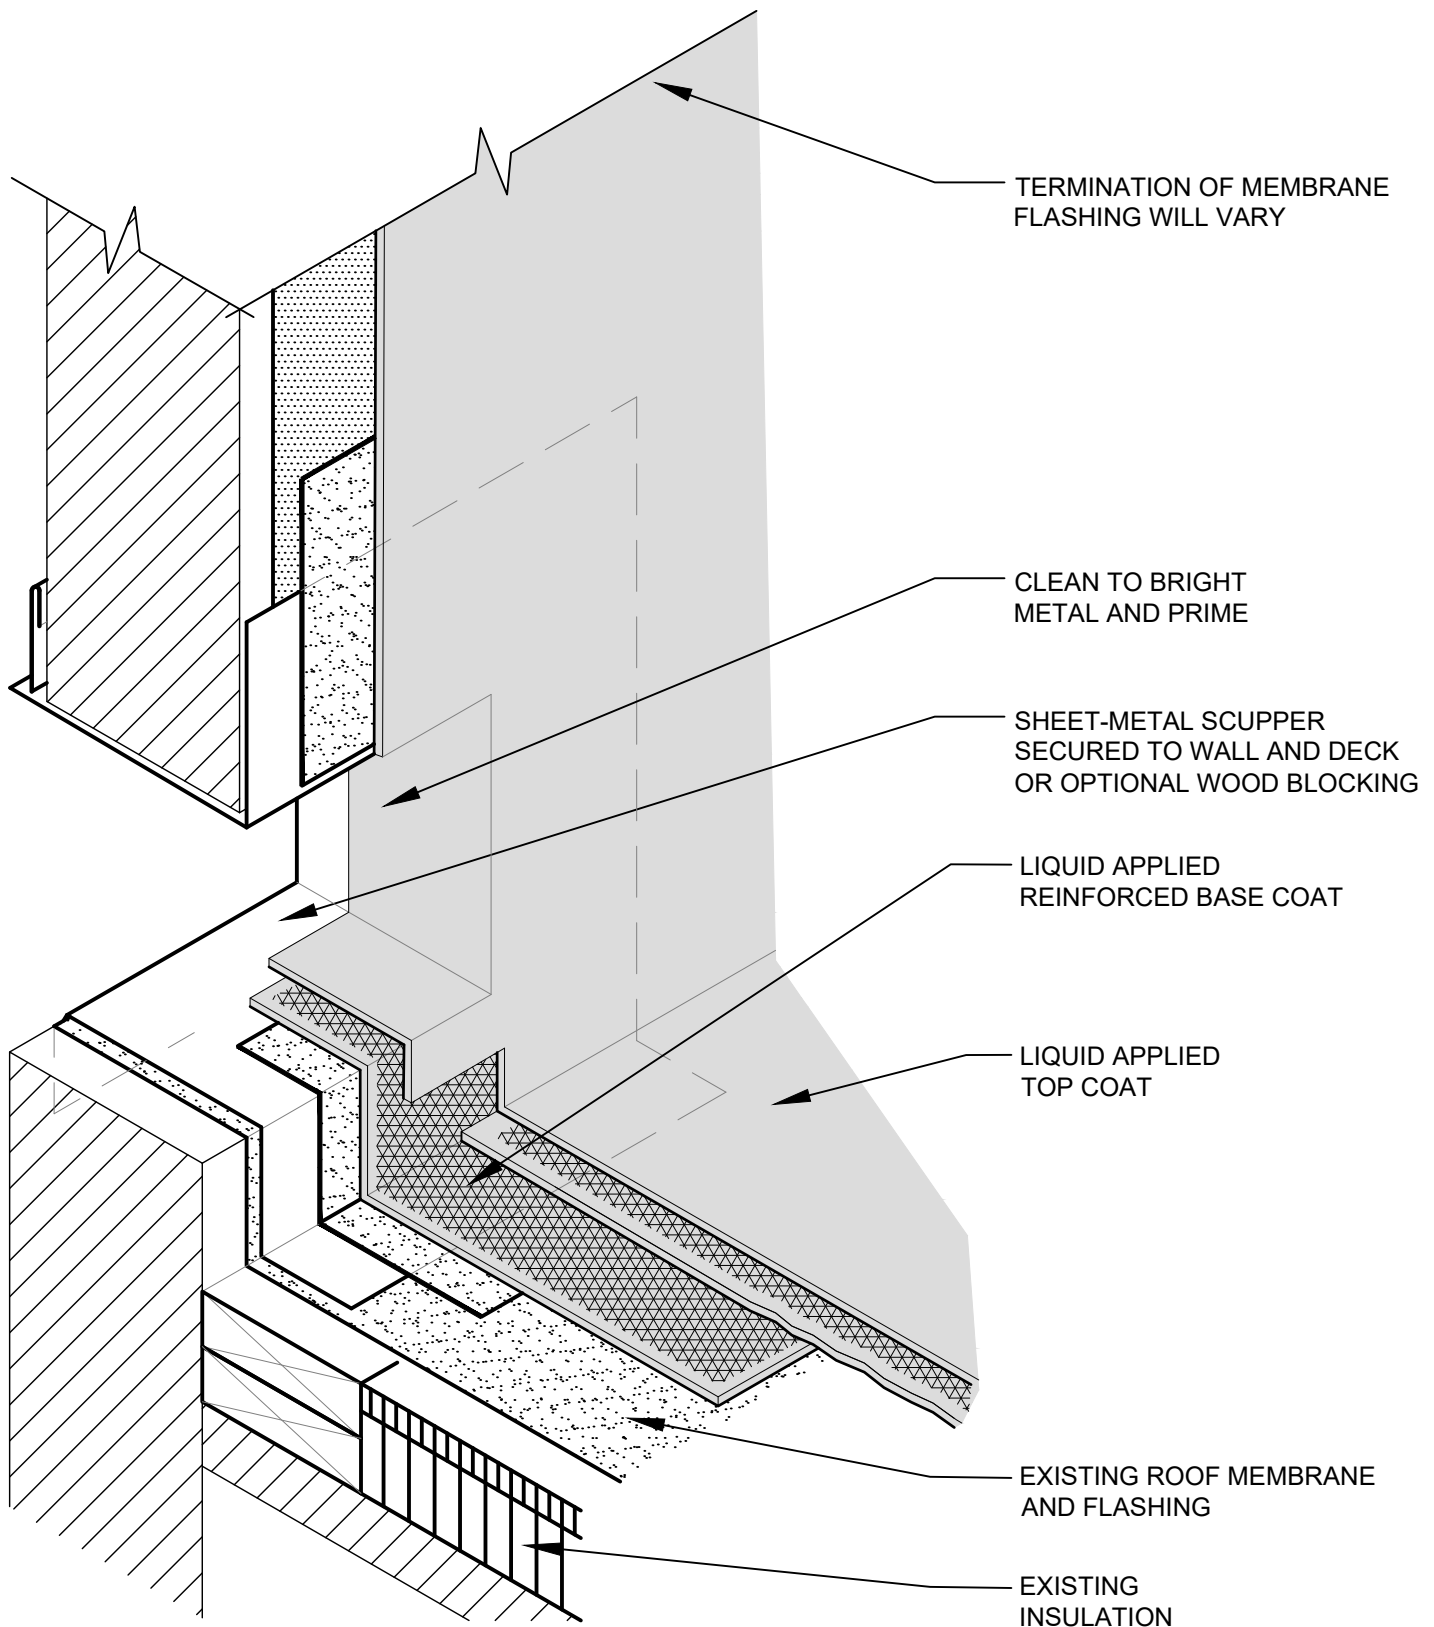 TERMINATION OF MEMBRANE
FLASHING WILL VARY
CLEAN TO BRIGHT
METAL AND PRIME
SHEET-METAL SCUPPER
SECURED TO WALL AND DECK
OR OPTIONAL WOOD BLOCKING
LIQUID APPLIED
REINFORCED BASE COAT
LIQUID APPLIED
TOP COAT
EXISTING ROOF MEMBRANE
AND FLASHING
EXISTING
INSULATION